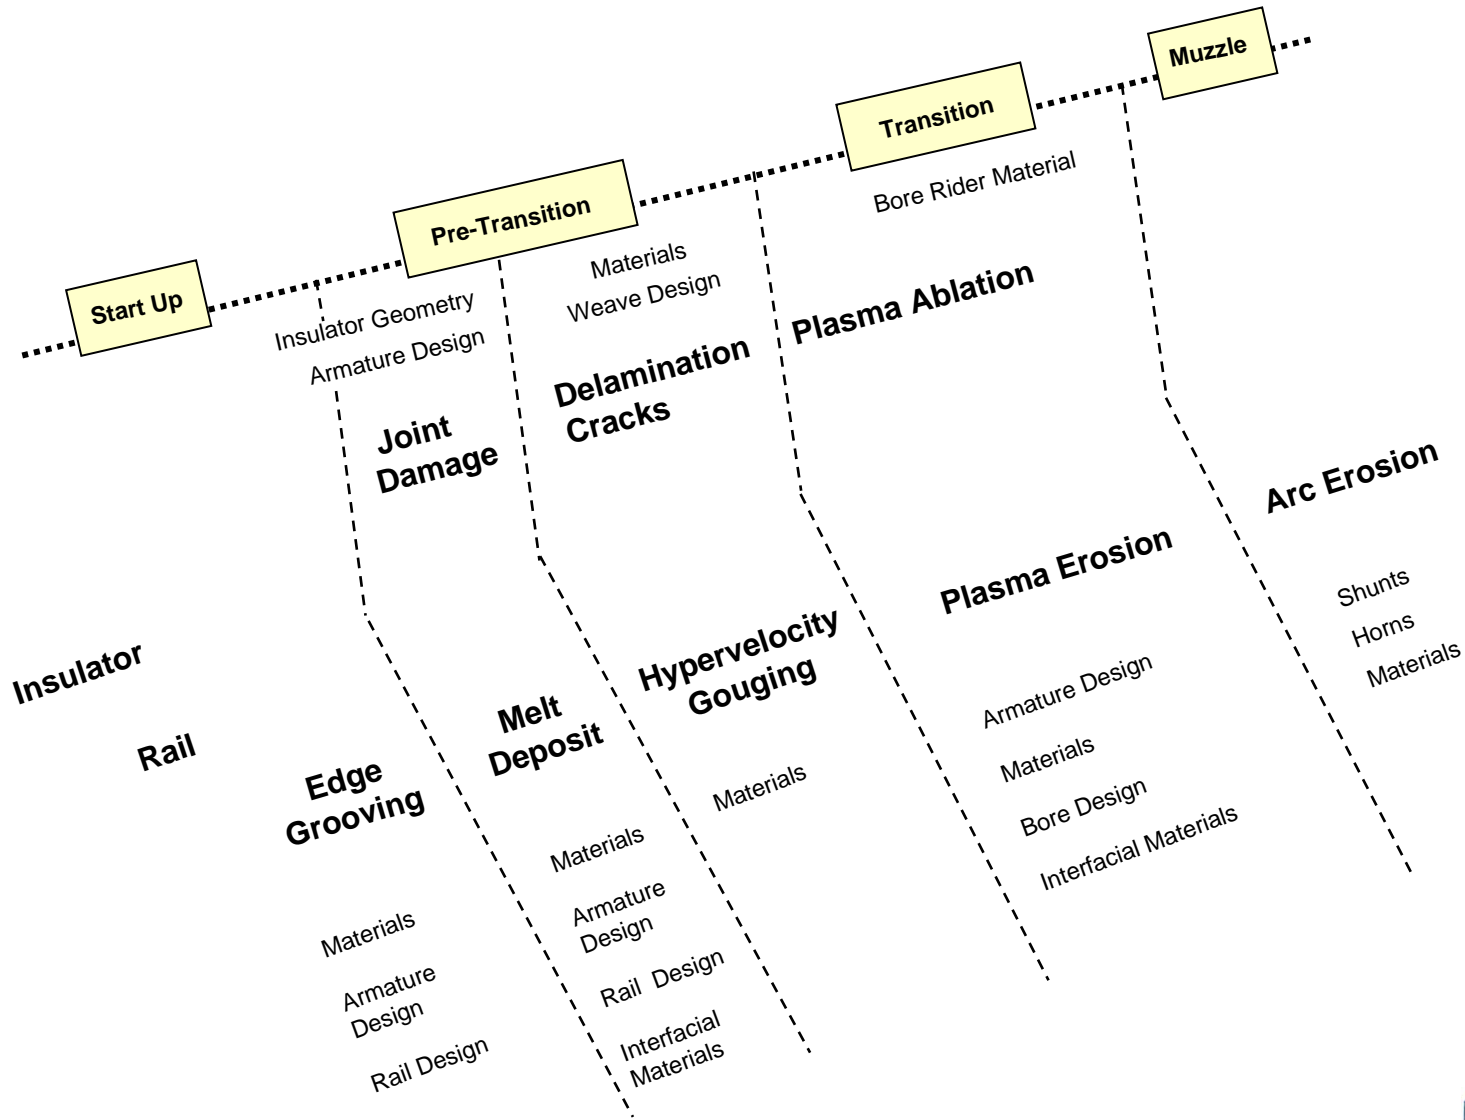 Start Up
Pre-Transition
Transition
Muzzle
Insulator Geometry
Armature Design
Joint
Damage
Materials
Weave Design
Delamination
Cracks
Bore Rider Material
Plasma Ablation
Insulator
Rail
Edge
Grooving
Materials
Armature
Design
Rail Design
Melt
Deposit
Materials
Armature
Design
Rail Design
Interfacial
Materials
Hypervelocity
Gouging
Materials
Plasma Erosion
Armature Design
Materials
Bore Design
Interfacial Materials
Arc Erosion
Shunts
Horns
Materials